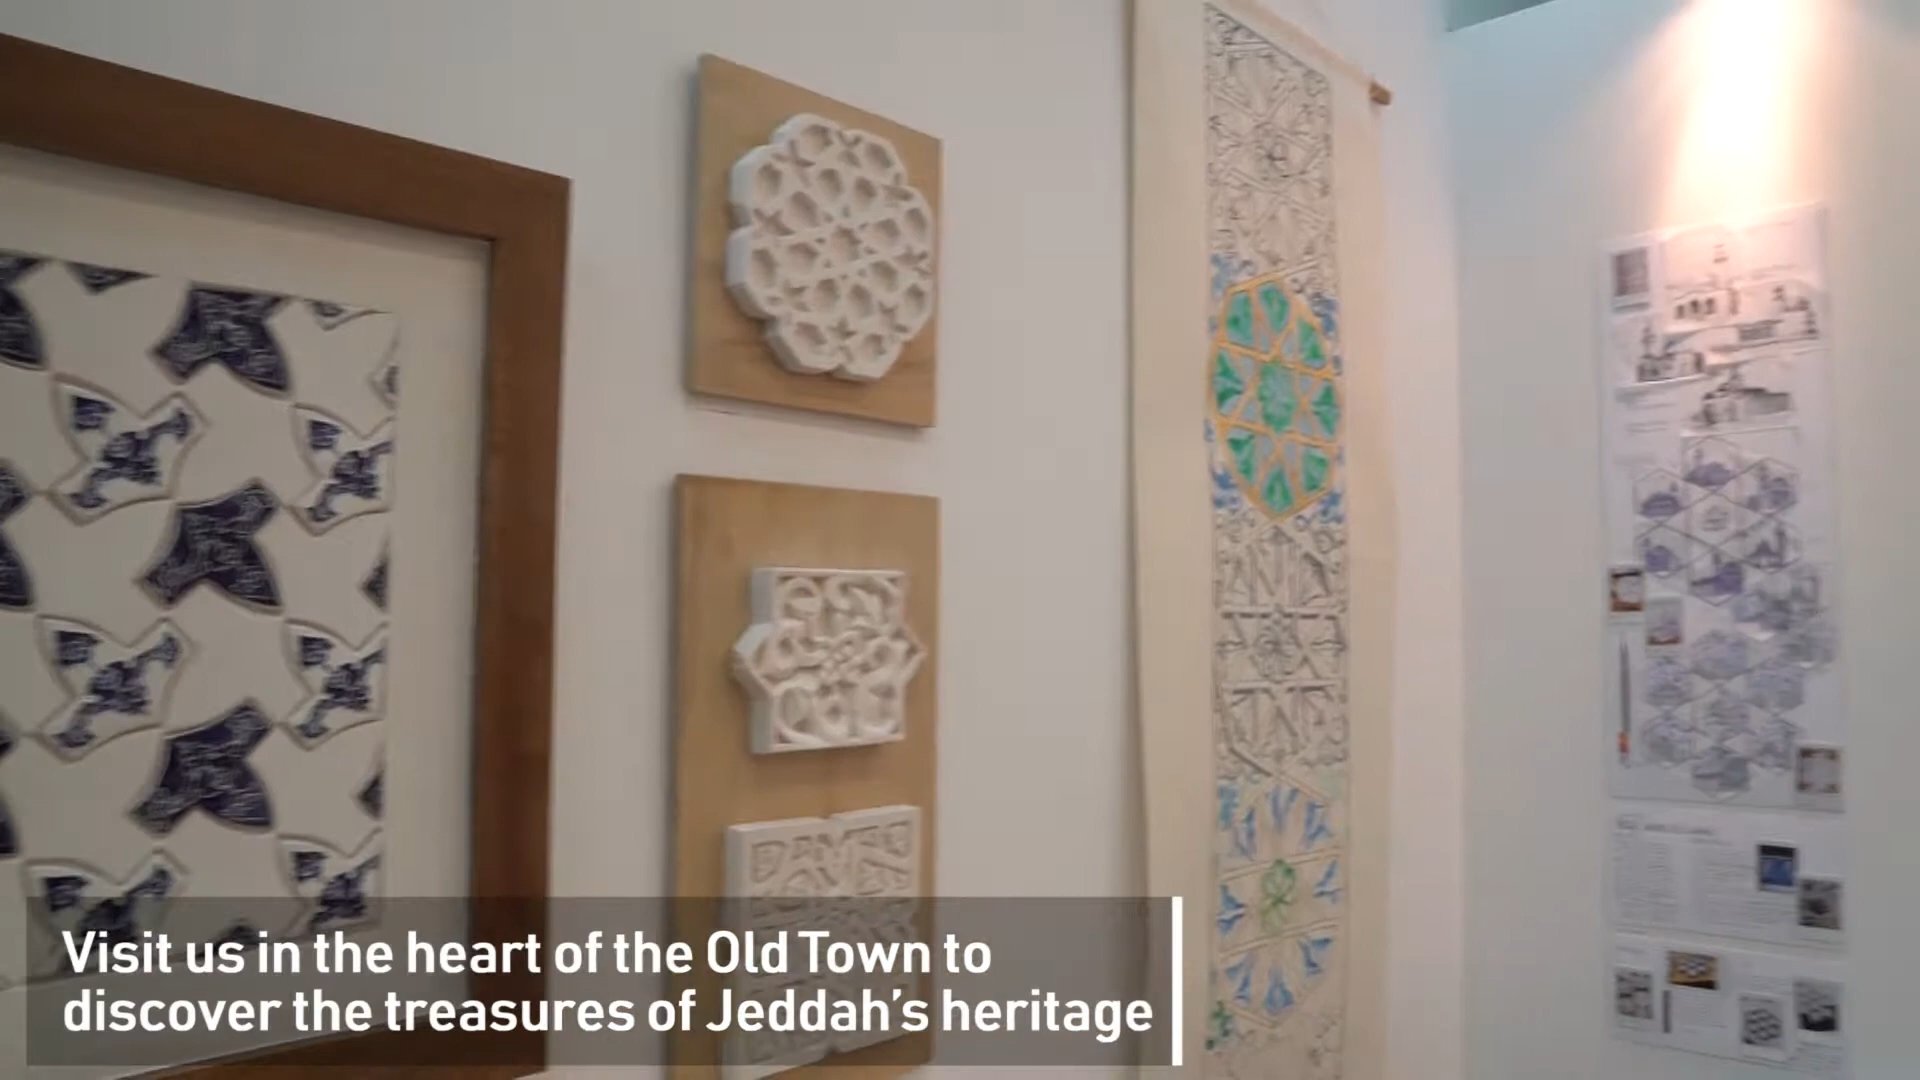 Visit us in the heart of the Old Town to
discover the treasures of Jeddah's heritage